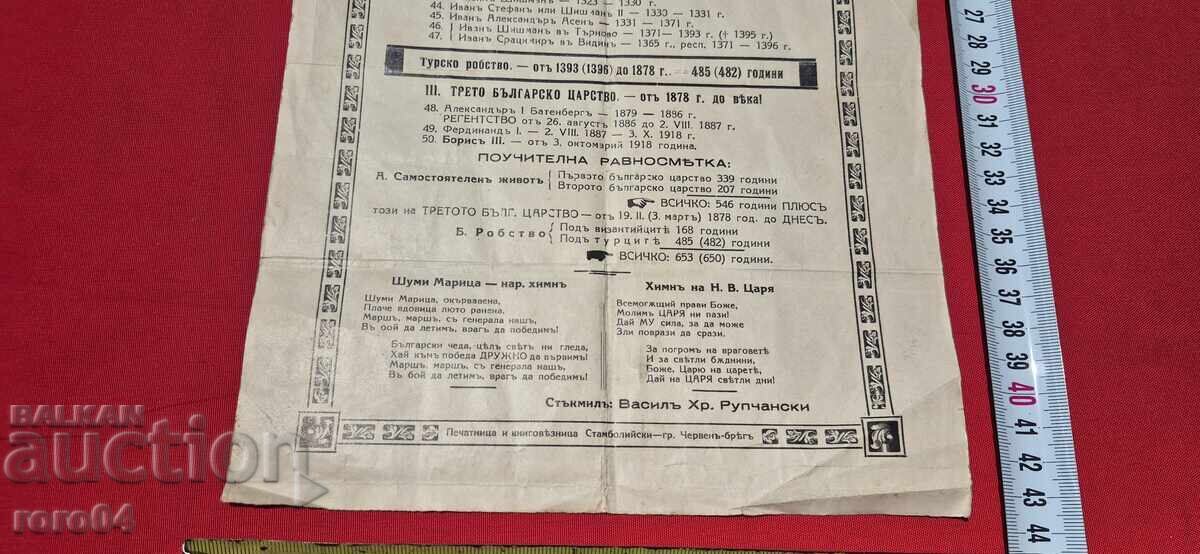 1323 — 1330 г.
44. Иванъ Стефанъ или Шишманъ II — 1330 — 1331 г.
45. Иванъ Александъръ Асенъ — 1331 — 1371 г.
46. Иванъ Шишманъ въ Търново — 1371— 1393 г. († 1395 г.)
47. Иванъ Срацимиръ въ Видинъ — 1365 г., респ. 1371 — 1396 г.
Турско робство. — отъ 1393 (1396) до 1878 г. — 485 (482) години
III. ТРЕТО БЪЛГАРСКО ЦАРСТВО. — отъ 1878 г. до вѣка!
48. Александъръ I Батенбергъ — 1879 — 1886 г.
РЕГЕНТСТВО от 26. августъ 1886 до 2. VIII. 1887 г.
49. Фердинандъ I. — 2. VIII. 1887 — 3. X. 1918 г.
50. Борисъ III. — отъ 3. октомврий 1918 година.
ПОУЧИТЕЛНА РАВНОСМѢТКА:
А. Самостоятеленъ животъ { Първото българско царство 339 години
Второто българско царство 207 години
ВСИЧКО: 546 години ПЛЮСЪ
този на ТРЕТОТО БЪЛГ. ЦАРСТВО — отъ 19. II. (3. мартъ) 1878 год. до ДНЕСЪ.
Б. Робство { Подъ византийцитѣ 168 години
Подъ турцитѣ 485 (482) години
ВСИЧКО: 653 (650) години.
Шуми Марица — нар. химнъ
Шуми Марица, окървавена,
Плаче вдовица люто ранена.
Маршъ, маршъ, съ генерала нашъ,
Въ бой да летимъ, врагъ да победимъ!
Български чеда, цѣлъ свѣтъ ни гледа,
Хай към победа ДРУЖНО да вървимъ!
Маршъ, маршъ, съ генерала нашъ,
Въ бой да летимъ, врагъ да победимъ!
Химнъ на Н. В. Царя
Всемогѫщий прави Боже,
Молимъ ЦАРЯ ни пази!
Дай МУ сила, за да може
Зли поврази да срази.
За погромъ на враговетѣ
И за свѣтли бѫднини,
Боже, Царю на царетѣ,
Дай на ЦАРЯ свѣтли дни!
Стъкмилъ: Василъ Хр. Рупчански
Печатница и книговѣзница Стамболийски—гр. Червенъ-брѣгъ
27
28
29
30
31
32
33
34
35
36
37
38
39
40
41
42
43
44
BALKAN
auction
roro64